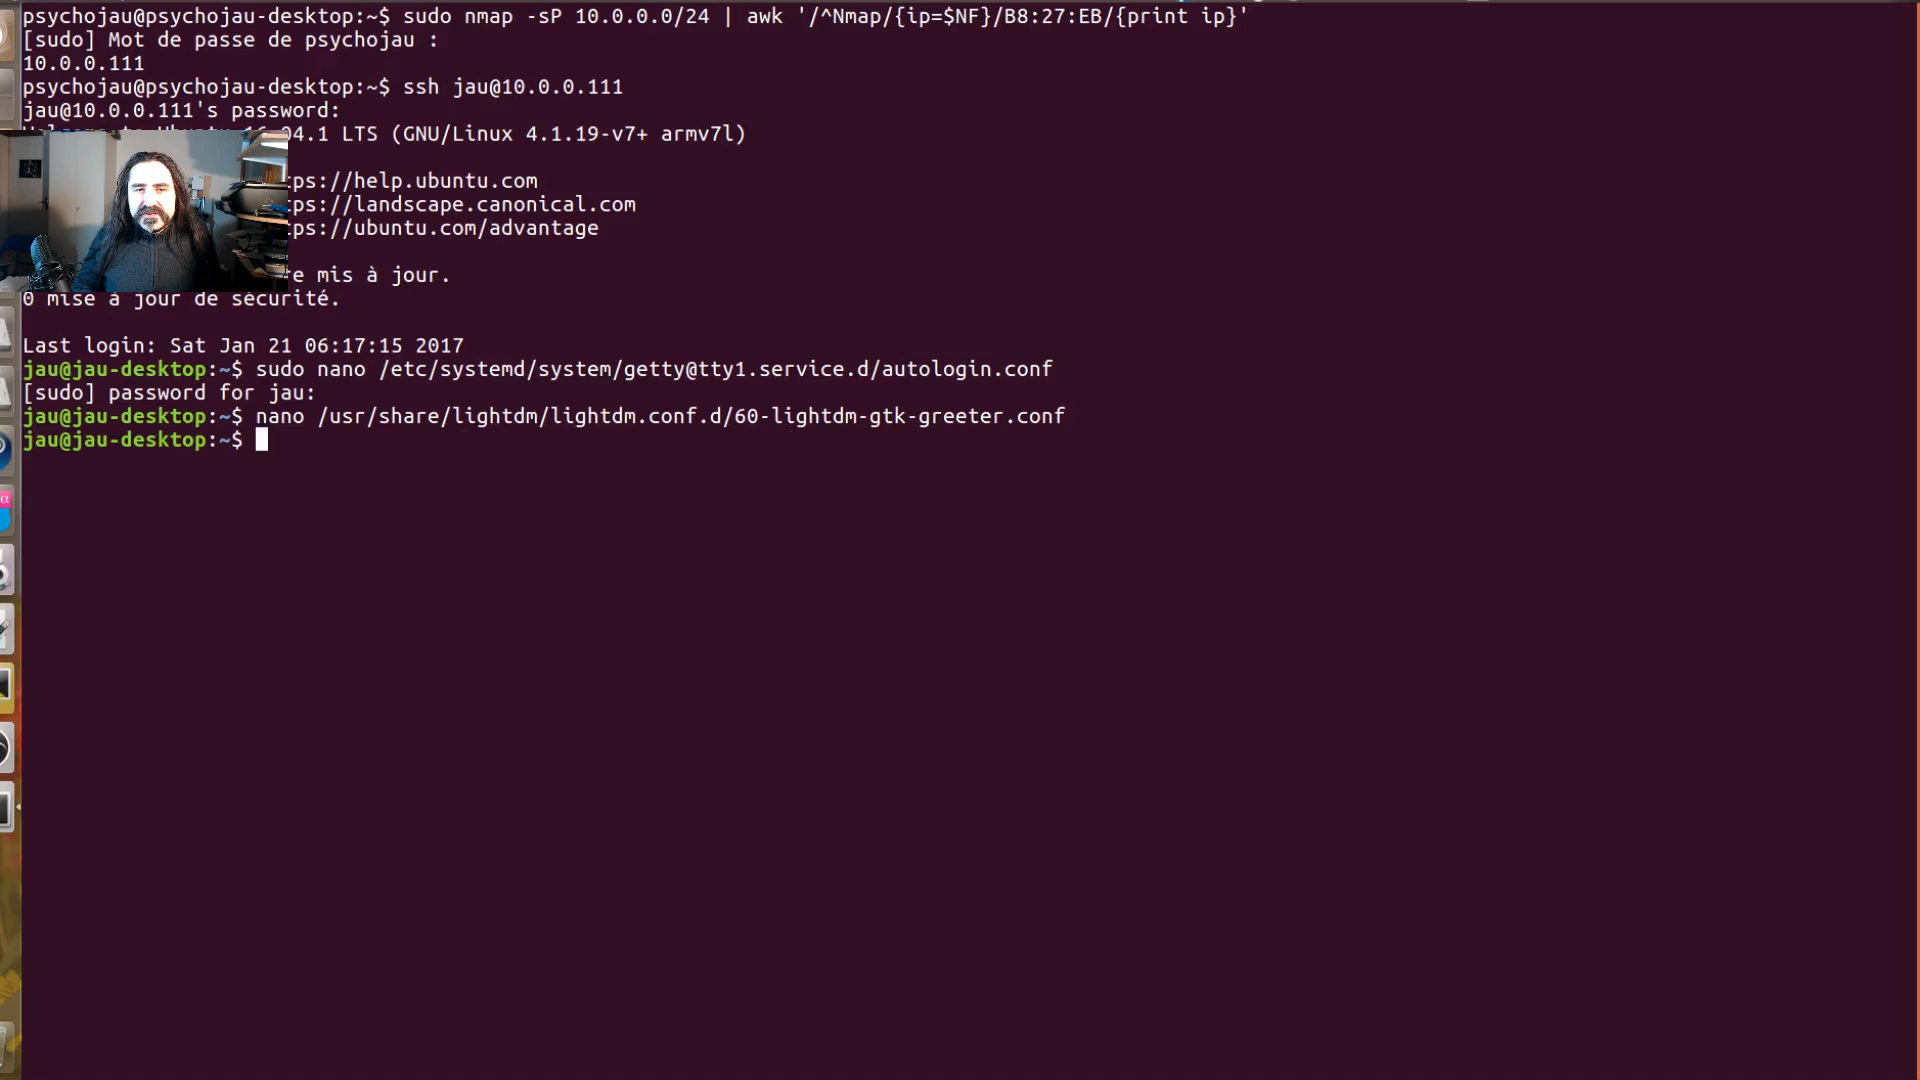 psychojau@psychojau-desktop:~$ sudo nmap -sP 10.0.0.0/24 | awk '/^Nmap/{ip=$NF}/B8:27:EB/{print ip}'
[sudo] Mot de passe de psychojau :
10.0.0.111
psychojau@psychojau-desktop:~$ ssh jau@10.0.0.111
jau@10.0.0.111's password:
04.1 LTS (GNU/Linux 4.1.19-v7+ armv7l)
tps://help.ubuntu.com
tps://landscape.canonical.com
tps://ubuntu.com/advantage
e mis à jour.
0 mise à jour de sécurité.
Last login: Sat Jan 21 06:17:15 2017
jau@jau-desktop:~$ sudo nano /etc/systemd/system/getty@tty1.service.d/autologin.conf
[sudo] password for jau:
jau@jau-desktop:~$ nano /usr/share/lightdm/lightdm.conf.d/60-lightdm-gtk-greeter.conf
jau@jau-desktop:~$